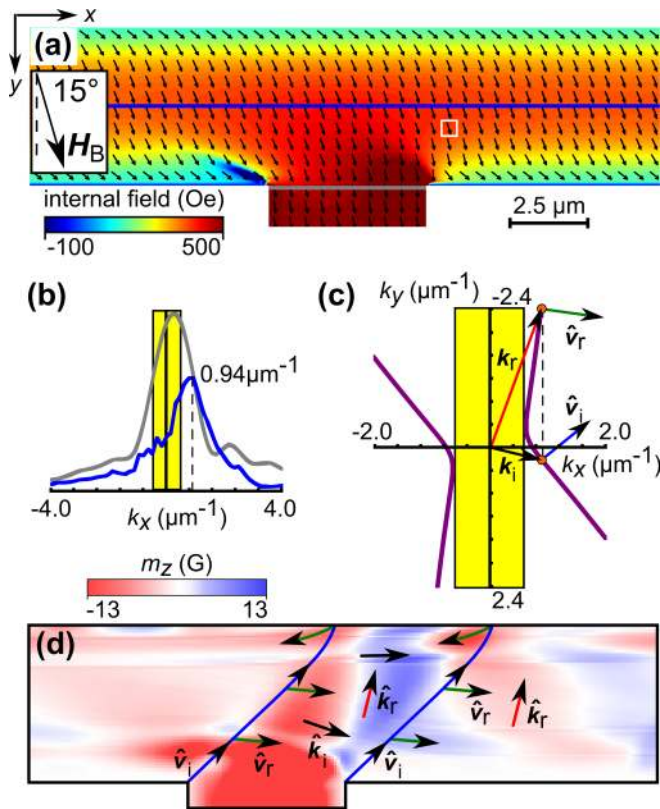 x
(a)
y
15°
H_B
internal field (Oe)
-100 500
2.5 μm
(b)
0.94μm⁻¹
-4.0 4.0
k_x (μm⁻¹)
(c)
k_y (μm⁻¹)
-2.4
v̂_r
k_r
v̂_i
-2.0 2.0
k_i
k_x (μm⁻¹)
2.4
m_z (G)
-13 13
(d)
k̂_r
k̂_r
v̂_r
k̂_i
v̂_i
v̂_r
v̂_i